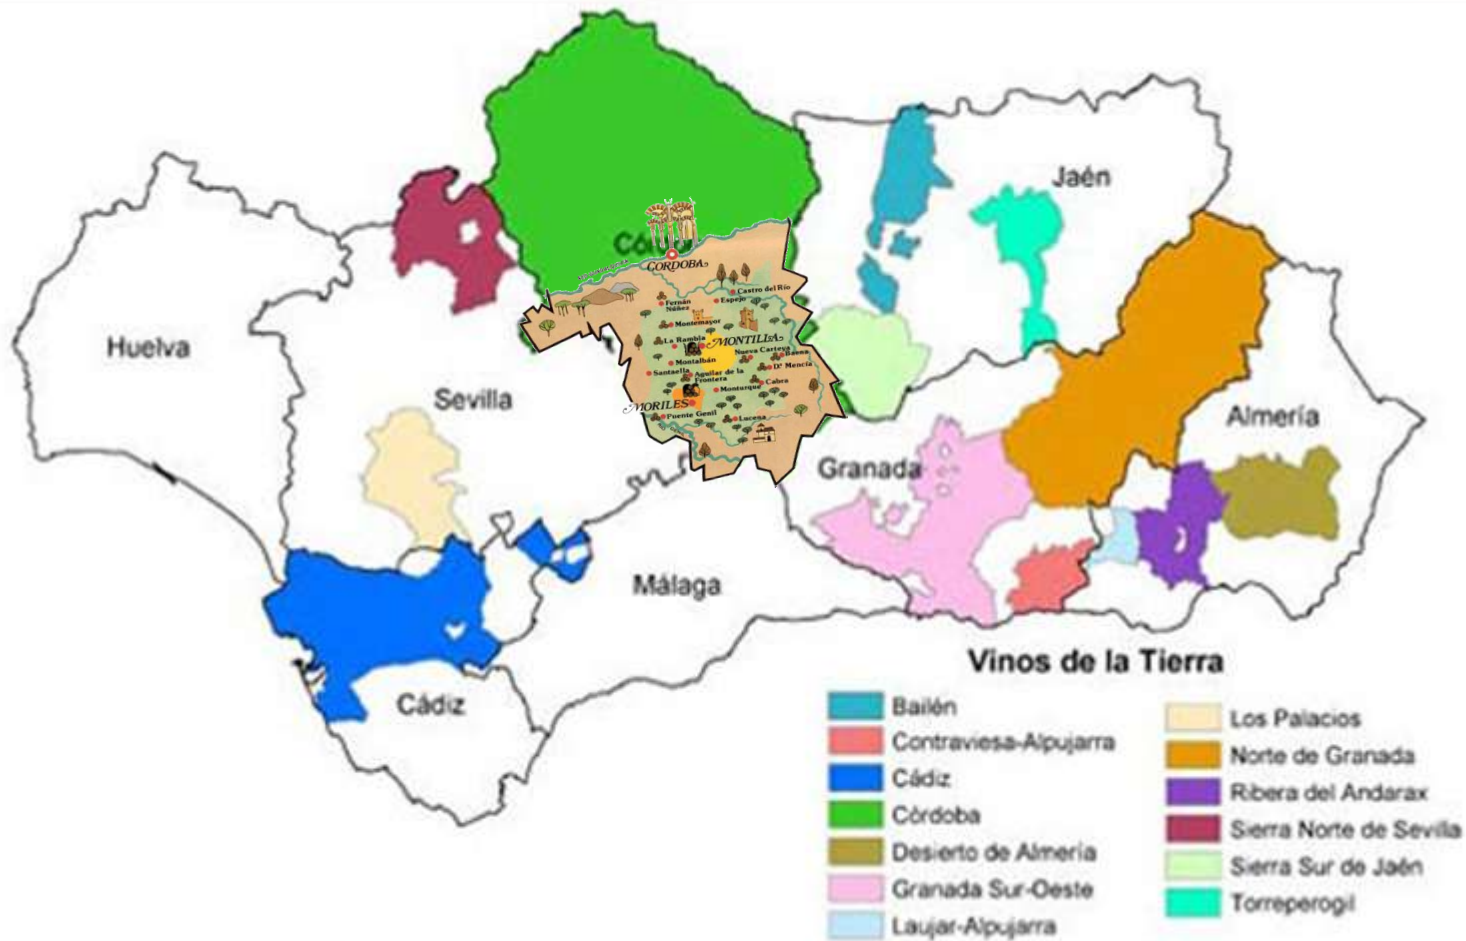 Jaén
Córdoba
CORDOBA
Castro del Río
Fernán
Núñez
Espejo
Montemayor
La Rambla
MONTILLA
Huelva
Nueva Carteya
Baena
Montalbán
Dª Mencía
Santaella
Aguilar de la
Frontera
Cabra
Monturque
Sevilla
MORILES
Puente Genil
Lucena
Almería
Granada
Málaga
Cádiz
Vinos de la Tierra
Bailén
Contraviesa-Alpujarra
Cádiz
Córdoba
Desierto de Almería
Granada Sur-Oeste
Laujar-Alpujarra
Los Palacios
Norte de Granada
Ribera del Andarax
Sierra Norte de Sevilla
Sierra Sur de Jaén
Torreperogil